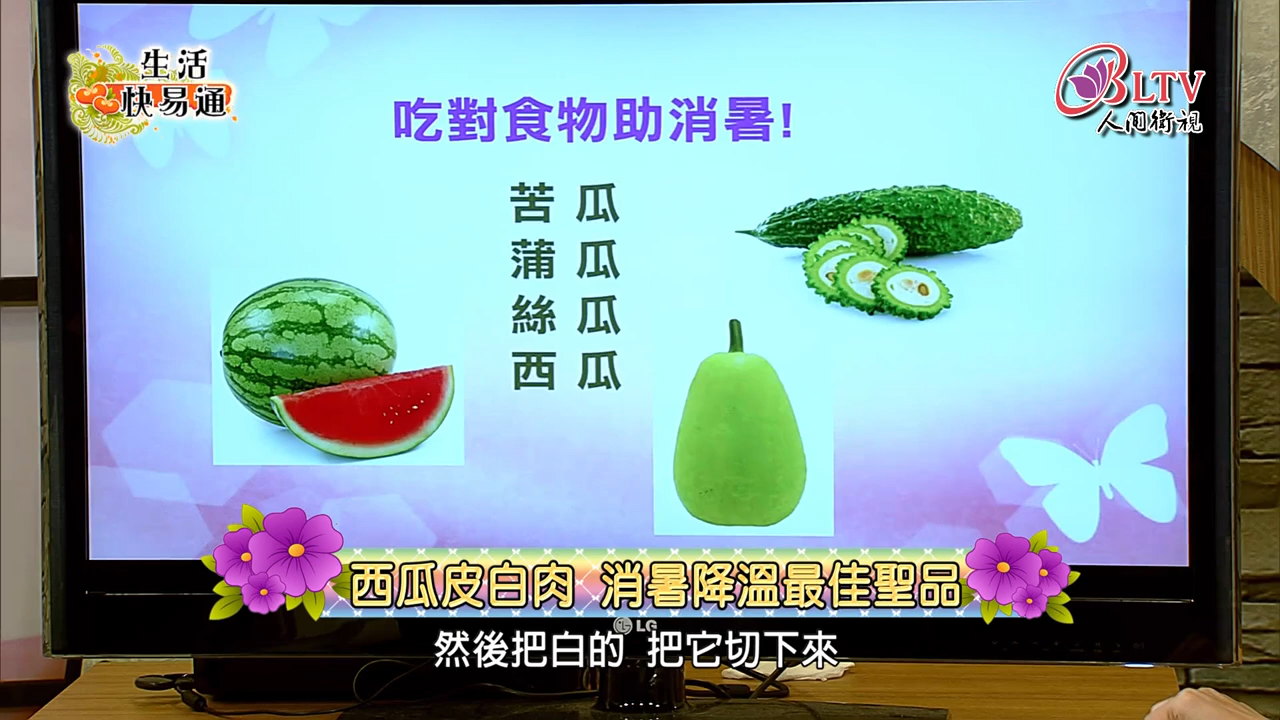 生活
快易通
BLTV
人間衛視
吃對食物助消暑!
苦瓜
蒲瓜
絲瓜
西瓜
西瓜皮白肉 消暑降溫最佳聖品
LG
然後把白的 把它切下來